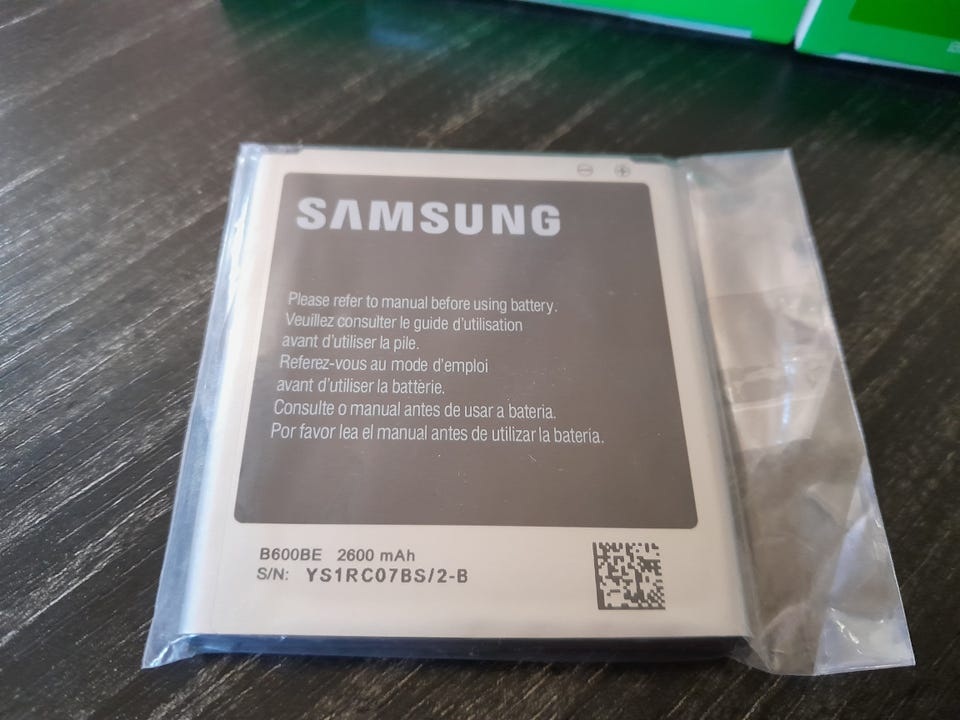 SAMSUNG
Please refer to manual before using battery.
Veuillez consulter le guide d'utilisation
avant d'utiliser la pile.
Referez-vous au mode d'emploi
avant d'utiliser la batterie.
Consulte o manual antes de usar a bateria.
Por favor lea el manual antes de utilizar la bateria.
B600BE 2600 mAh
S/N: YS1RC07BS/2-B